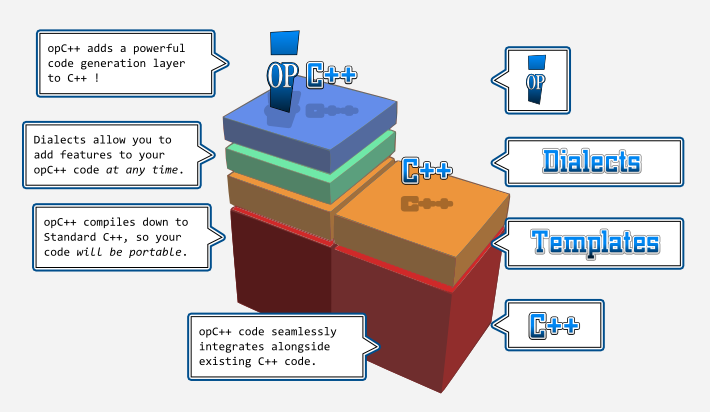 opC++ adds a powerful
code generation layer
to C++ !
OP C++
OP
Dialects allow you to
add features to your
opC++ code at any time.
C++
Dialects
opC++ compiles down to
Standard C++, so your
code will be portable.
Templates
opC++ code seamlessly
integrates alongside
existing C++ code.
C++